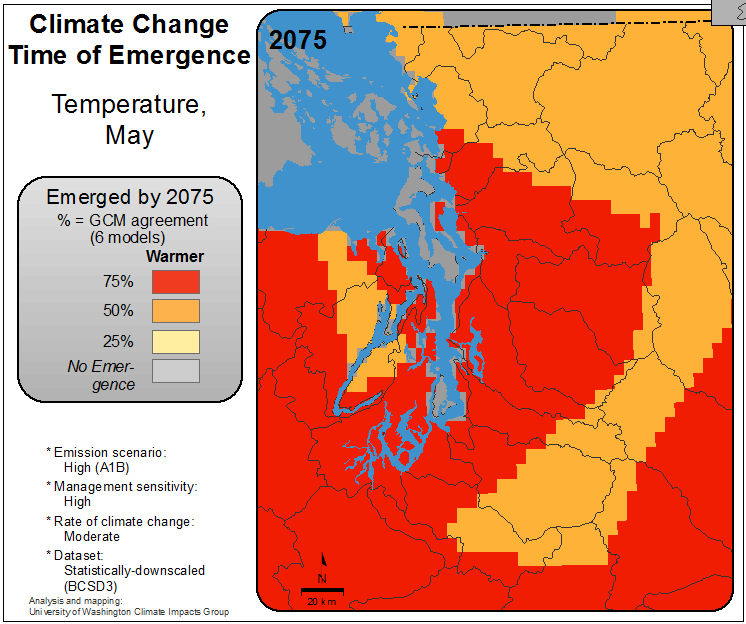 Climate Change
Time of Emergence
Temperature,
May
Emerged by 2075
% = GCM agreement
(6 models)
Warmer
75%
50%
25%
No Emer-
gence
* Emission scenario:
High (A1B)
* Management sensitivity:
High
* Rate of climate change:
Moderate
* Dataset:
Statistically-downscaled
(BCSD3)
Analysis and mapping:
University of Washington Climate Impacts Group
2075
N
20 km